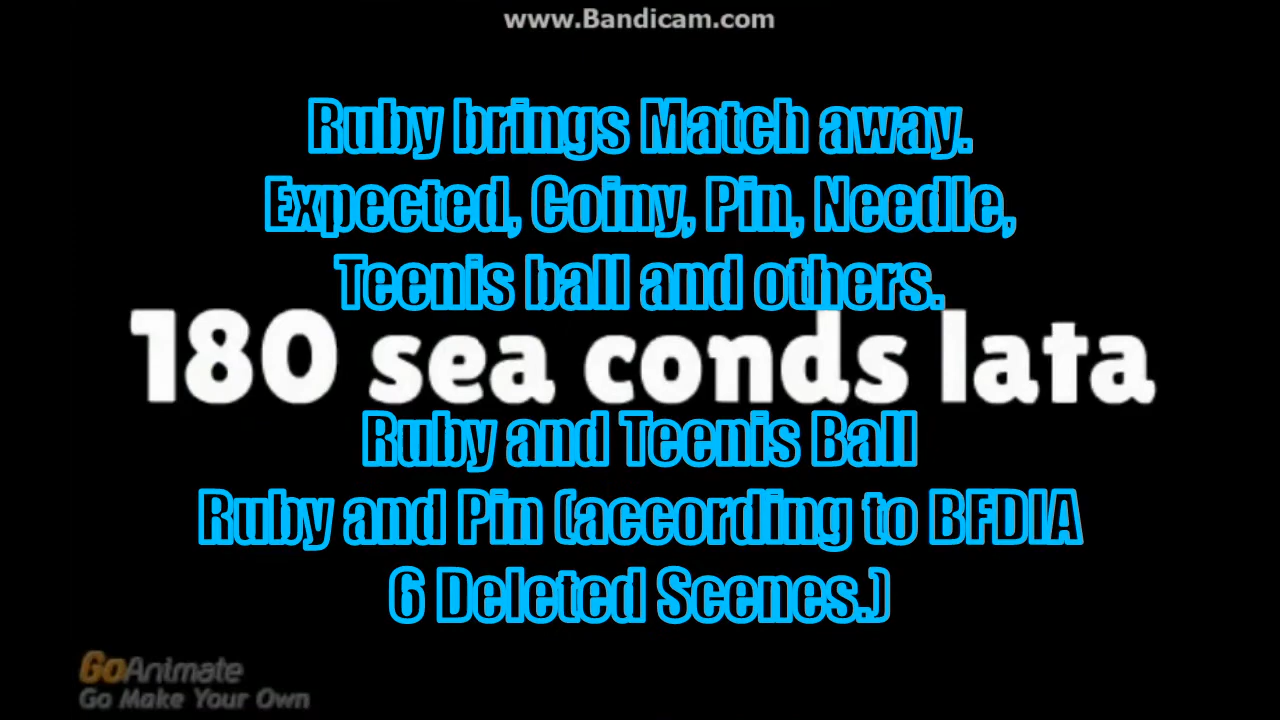 www.Bandicam.com
Ruby brings Match away.
Expected, Coiny, Pin, Needle,
Teenis ball and others.
180 sea conds lata
Ruby and Teenis Ball
Ruby and Pin (according to BFDIA
6 Deleted Scenes.)
GoAnimate
Go Make Your Own